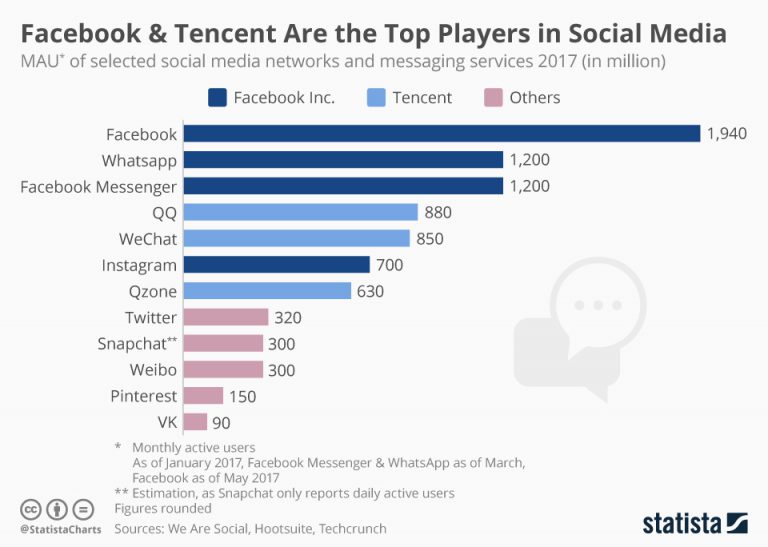 Facebook & Tencent Are the Top Players in Social Media
MAU* of selected social media networks and messaging services 2017 (in million)
Facebook Inc. Tencent Others
Facebook 1,940
Whatsapp 1,200
Facebook Messenger 1,200
QQ 880
WeChat 850
Instagram 700
Qzone 630
Twitter 320
Snapchat** 300
Weibo 300
Pinterest 150
VK 90
* Monthly active users
As of January 2017, Facebook Messenger & WhatsApp as of March,
Facebook as of May 2017
** Estimation, as Snapchat only reports daily active users
Figures rounded
@StatistaCharts Sources: We Are Social, Hootsuite, Techcrunch
cc
statista